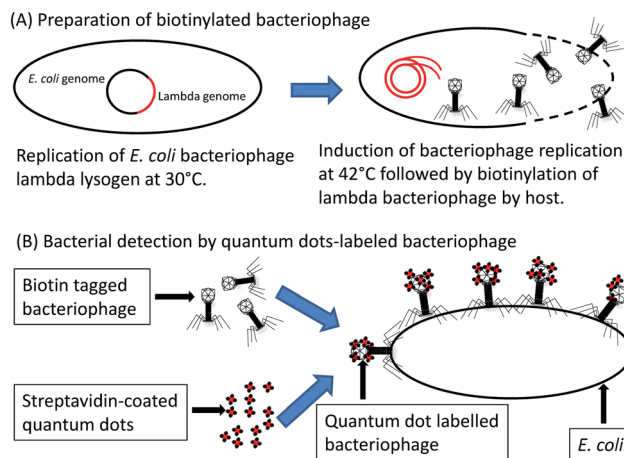 (A) Preparation of biotinylated bacteriophage
E. coli genome
Lambda genome
Replication of E. coli bacteriophage
lambda lysogen at 30°C.
Induction of bacteriophage replication
at 42°C followed by biotinylation of
lambda bacteriophage by host.
(B) Bacterial detection by quantum dots-labeled bacteriophage
Biotin tagged
bacteriophage
Streptavidin-coated
quantum dots
Quantum dot labelled
bacteriophage
E. coli